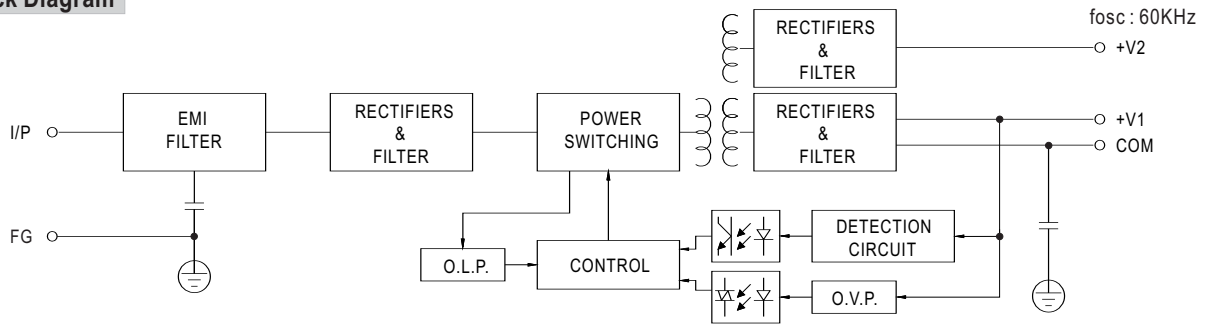 ck Diagram
fosc : 60KHz
RECTIFIERS
&
FILTER
+V2
I/P
EMI
FILTER
RECTIFIERS
&
FILTER
POWER
SWITCHING
RECTIFIERS
&
FILTER
+V1
COM
FG
O.L.P.
CONTROL
DETECTION
CIRCUIT
O.V.P.